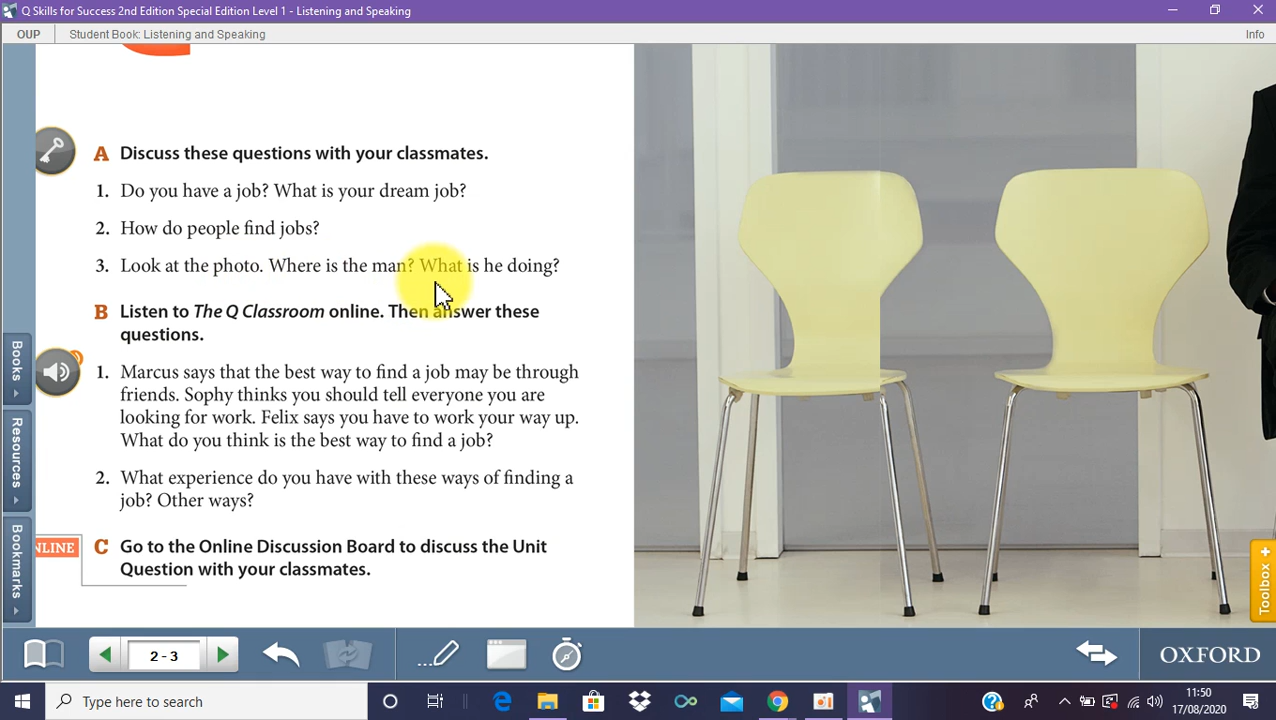 Q Skills for Success 2nd Edition Special Edition Level 1 - Listening and Speaking
OUP Student Book: Listening and Speaking Info
A Discuss these questions with your classmates.
1. Do you have a job? What is your dream job?
2. How do people find jobs?
3. Look at the photo. Where is the man? What is he doing?
B Listen to The Q Classroom online. Then answer these
questions.
1. Marcus says that the best way to find a job may be through
friends. Sophy thinks you should tell everyone you are
looking for work. Felix says you have to work your way up.
What do you think is the best way to find a job?
2. What experience do you have with these ways of finding a
job? Other ways?
NLINE C Go to the Online Discussion Board to discuss the Unit
Question with your classmates.
Books
Resources
Bookmarks
Toolbox +
2 - 3
OXFORD
Type here to search
11:50
17/08/2020